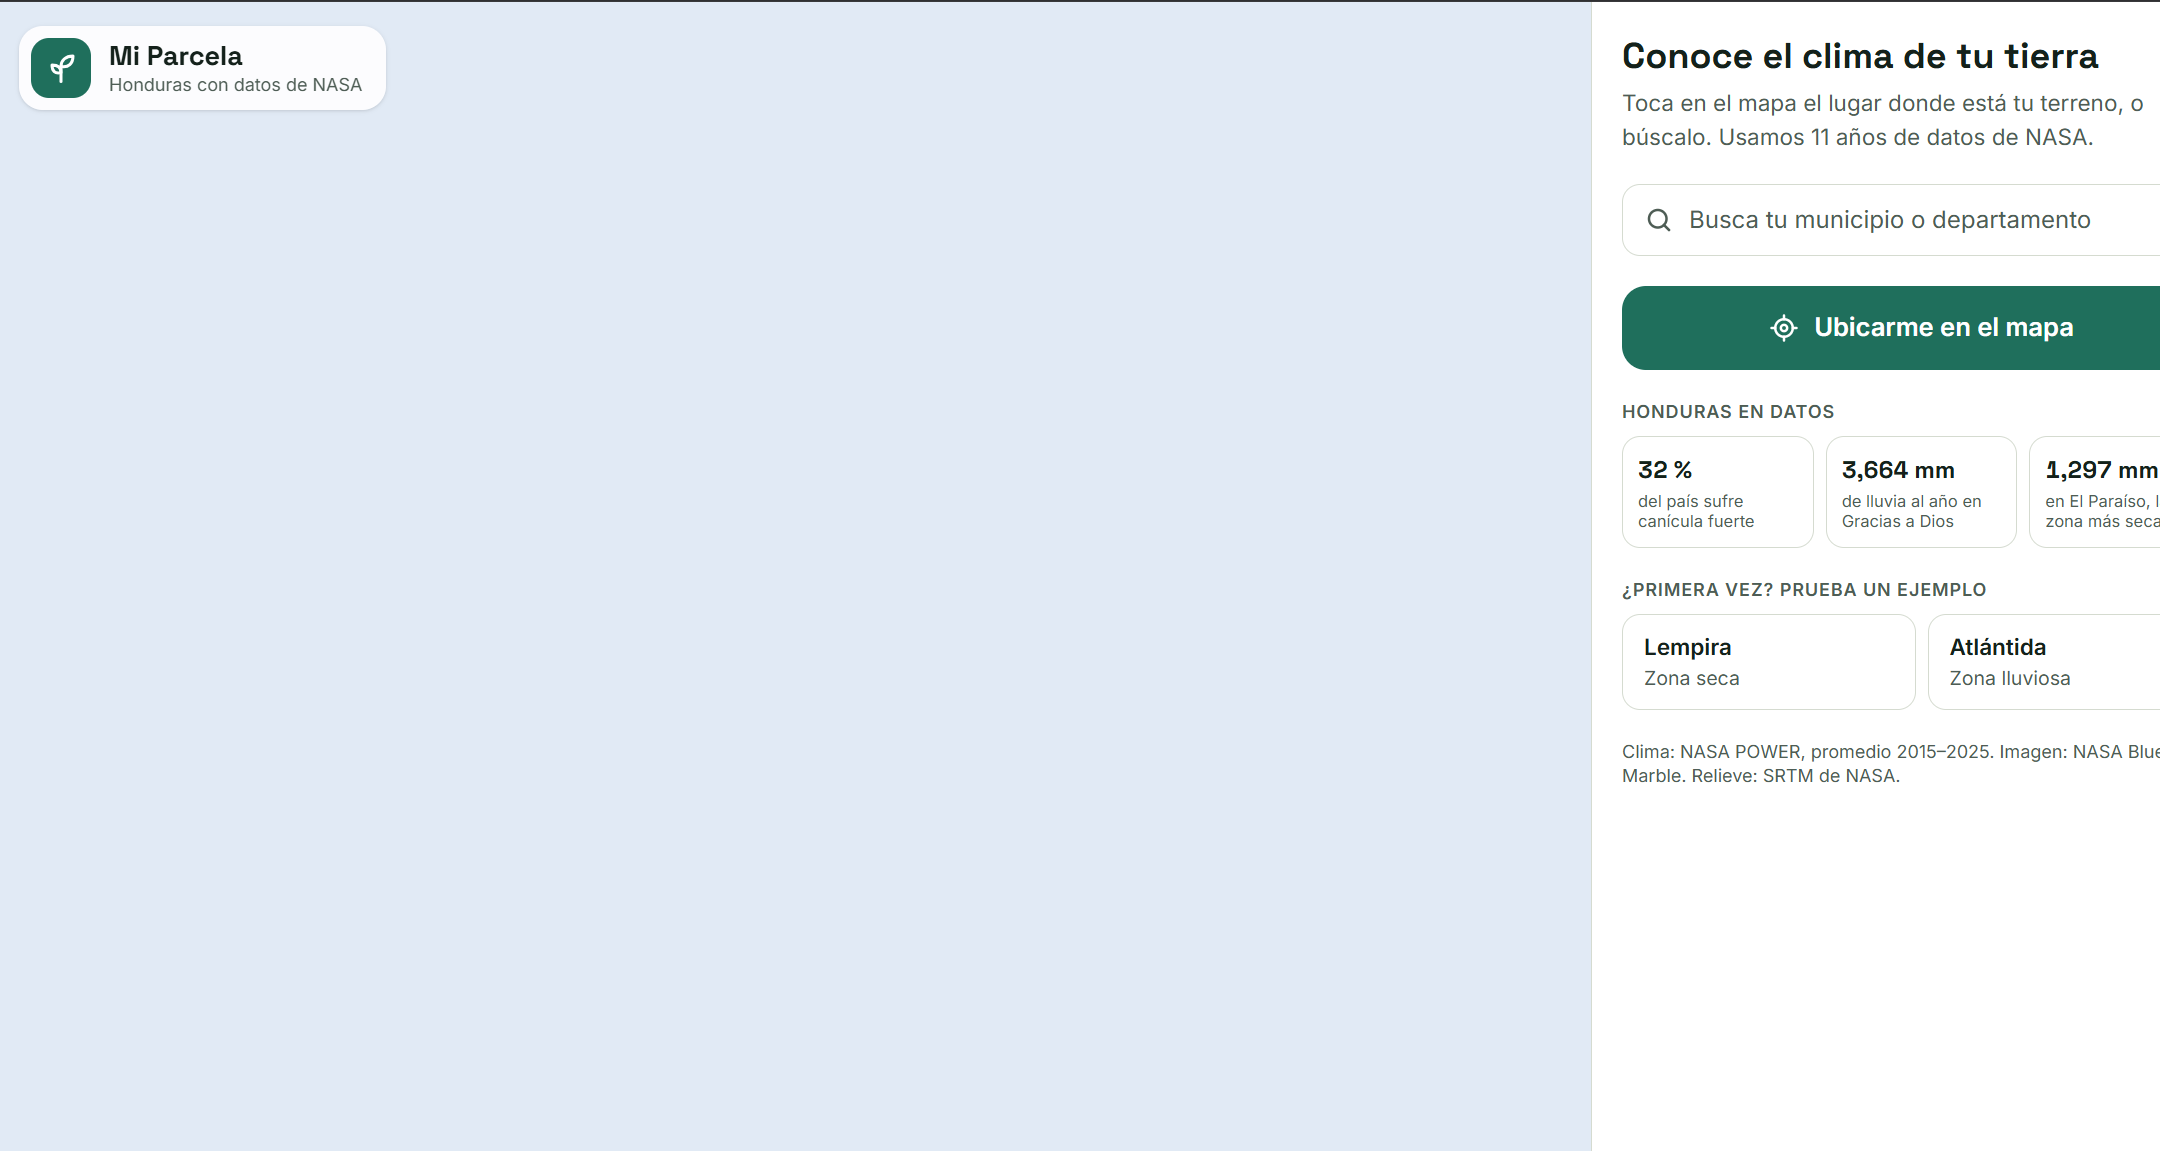 Mi Parcela
Honduras con datos de NASA
Conoce el clima de tu tierra
Toca en el mapa el lugar donde está tu terreno, o
búscalo. Usamos 11 años de datos de NASA.
Busca tu municipio o departamento
Ubicarme en el mapa
HONDURAS EN DATOS
32 %
del país sufre
canícula fuerte
3,664 mm
de lluvia al año en
Gracias a Dios
1,297 mm
en El Paraíso,
zona más seca
¿PRIMERA VEZ? PRUEBA UN EJEMPLO
Lempira
Zona seca
Atlántida
Zona lluviosa
Clima: NASA POWER, promedio 2015–2025. Imagen: NASA Blue
Marble. Relieve: SRTM de NASA.